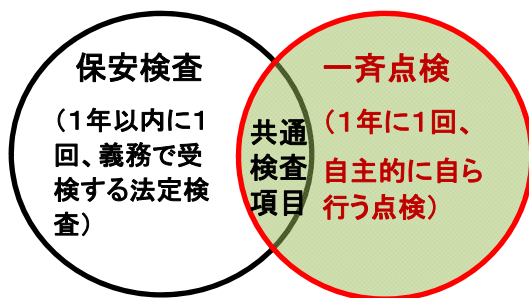 保安検査
（１年以内に１
回、義務で受
検する法定検
査）
共通
検査
項目
一斉点検
（１年に１回、
自主的に自ら
行う点検）